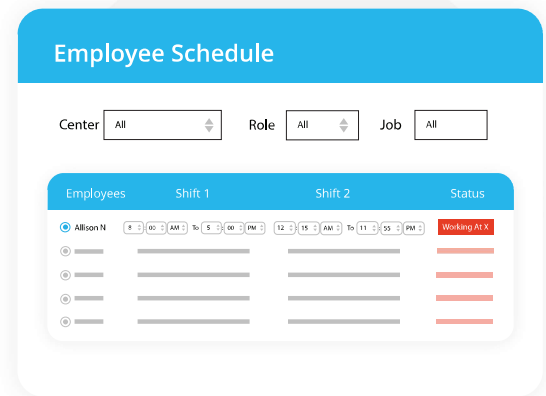 Employee Schedule
Center All Role All Job All
Employees Shift 1 Shift 2 Status
Allison N 8 : 00 AM To 5 : 00 PM 12 : 15 AM To 11 : 55 PM Working At X